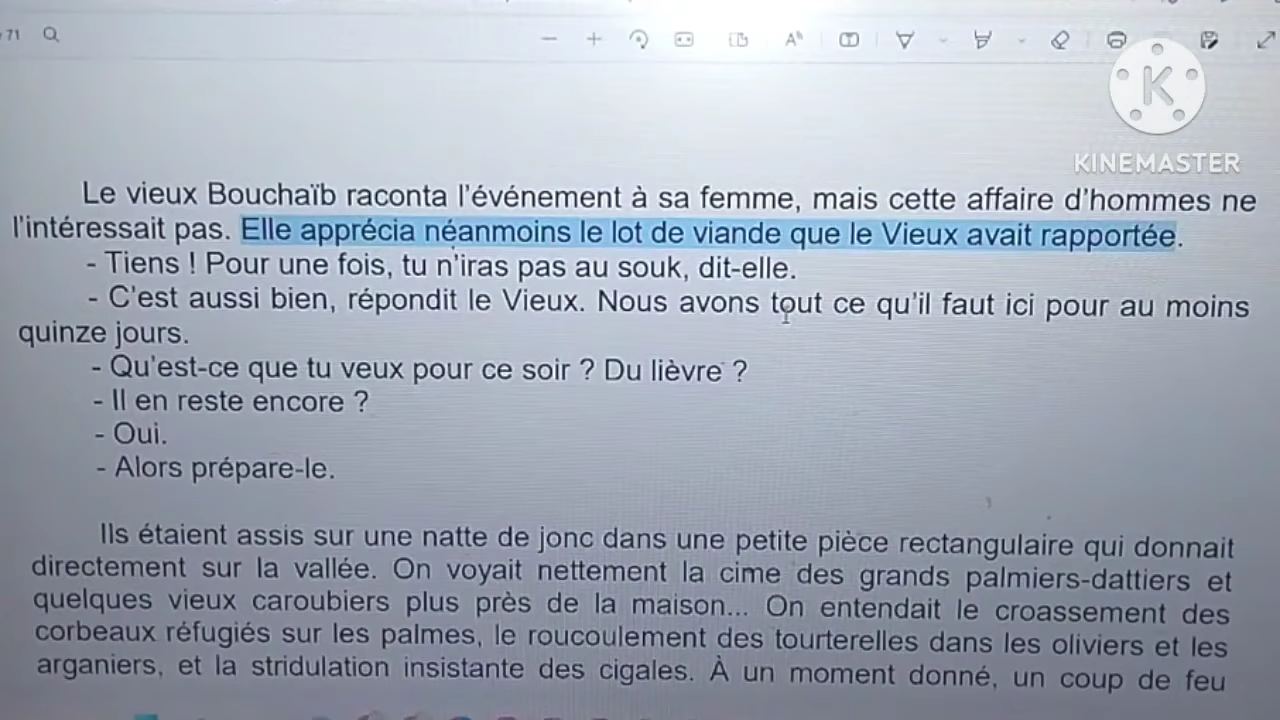 71
KINEMASTER
Le vieux Bouchaïb raconta l'événement à sa femme, mais cette affaire d'hommes ne
l'intéressait pas. Elle apprécia néanmoins le lot de viande que le Vieux avait rapportée.
- Tiens ! Pour une fois, tu n'iras pas au souk, dit-elle.
- C'est aussi bien, répondit le Vieux. Nous avons tout ce qu'il faut ici pour au moins
quinze jours.
- Qu'est-ce que tu veux pour ce soir ? Du lièvre ?
- Il en reste encore ?
- Oui.
- Alors prépare-le.
Ils étaient assis sur une natte de jonc dans une petite pièce rectangulaire qui donnait
directement sur la vallée. On voyait nettement la cime des grands palmiers-dattiers et
quelques vieux caroubiers plus près de la maison... On entendait le croassement des
corbeaux réfugiés sur les palmes, le roucoulement des tourterelles dans les oliviers et les
arganiers, et la stridulation insistante des cigales. À un moment donné, un coup de feu